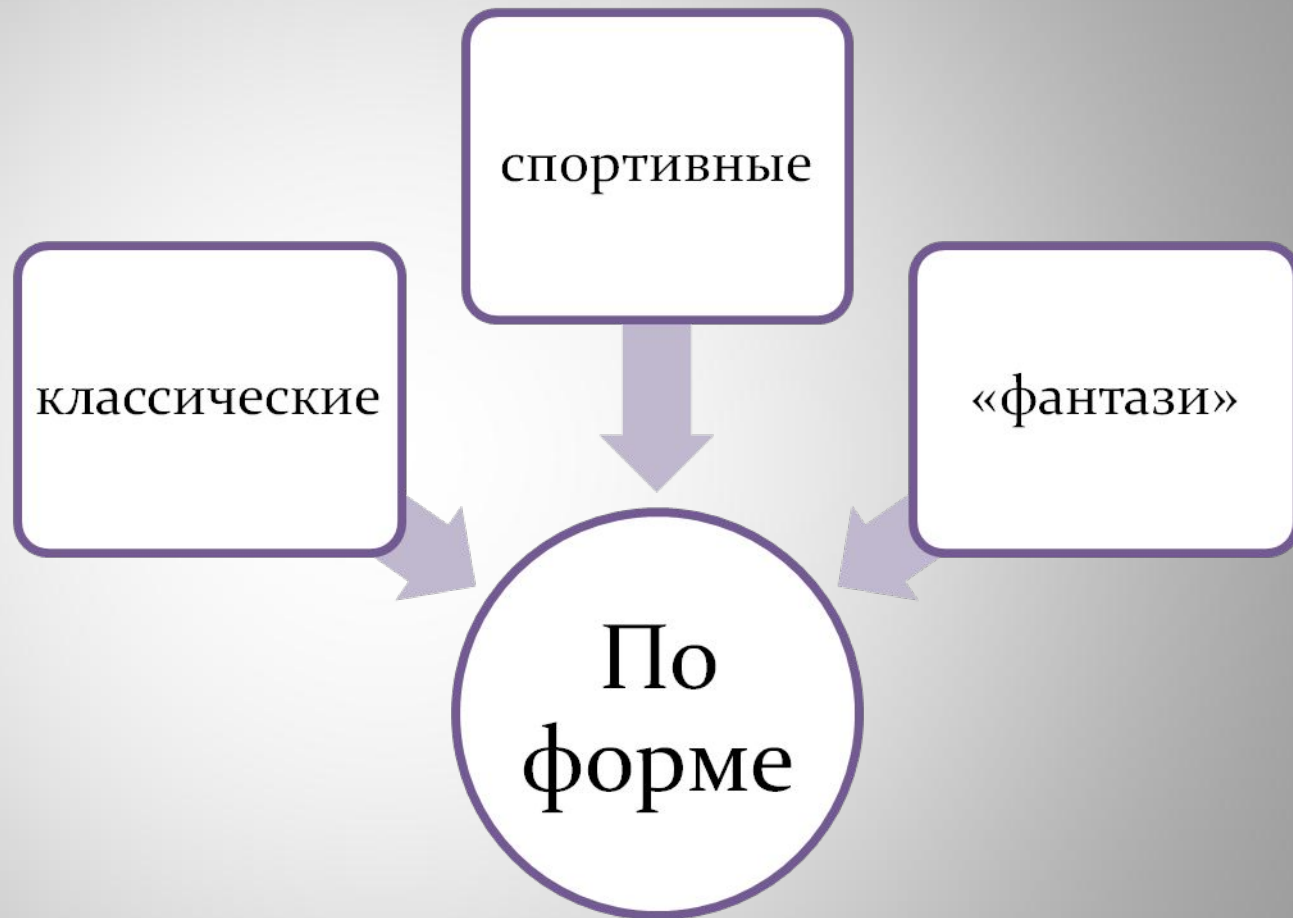 спортивные
классические
«фантази»
По
форме